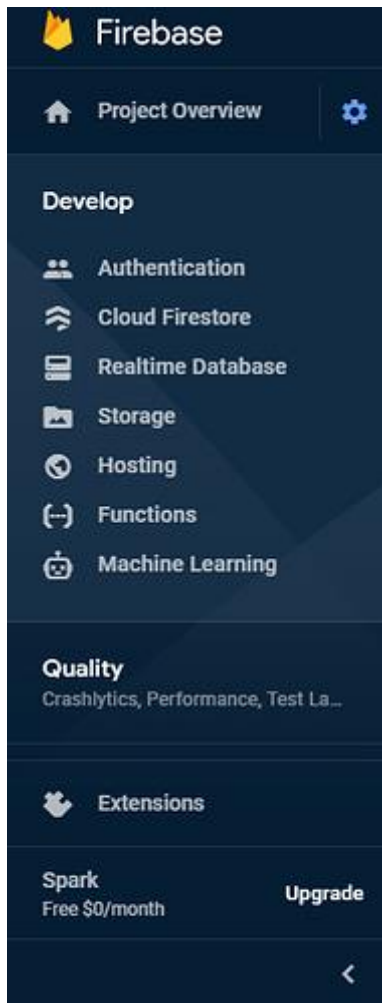 Firebase
Project Overview
Develop
Authentication
Cloud Firestore
Realtime Database
Storage
Hosting
Functions
Machine Learning
Quality
Crashlytics, Performance, Test La...
Extensions
Spark
Free $0/month
Upgrade